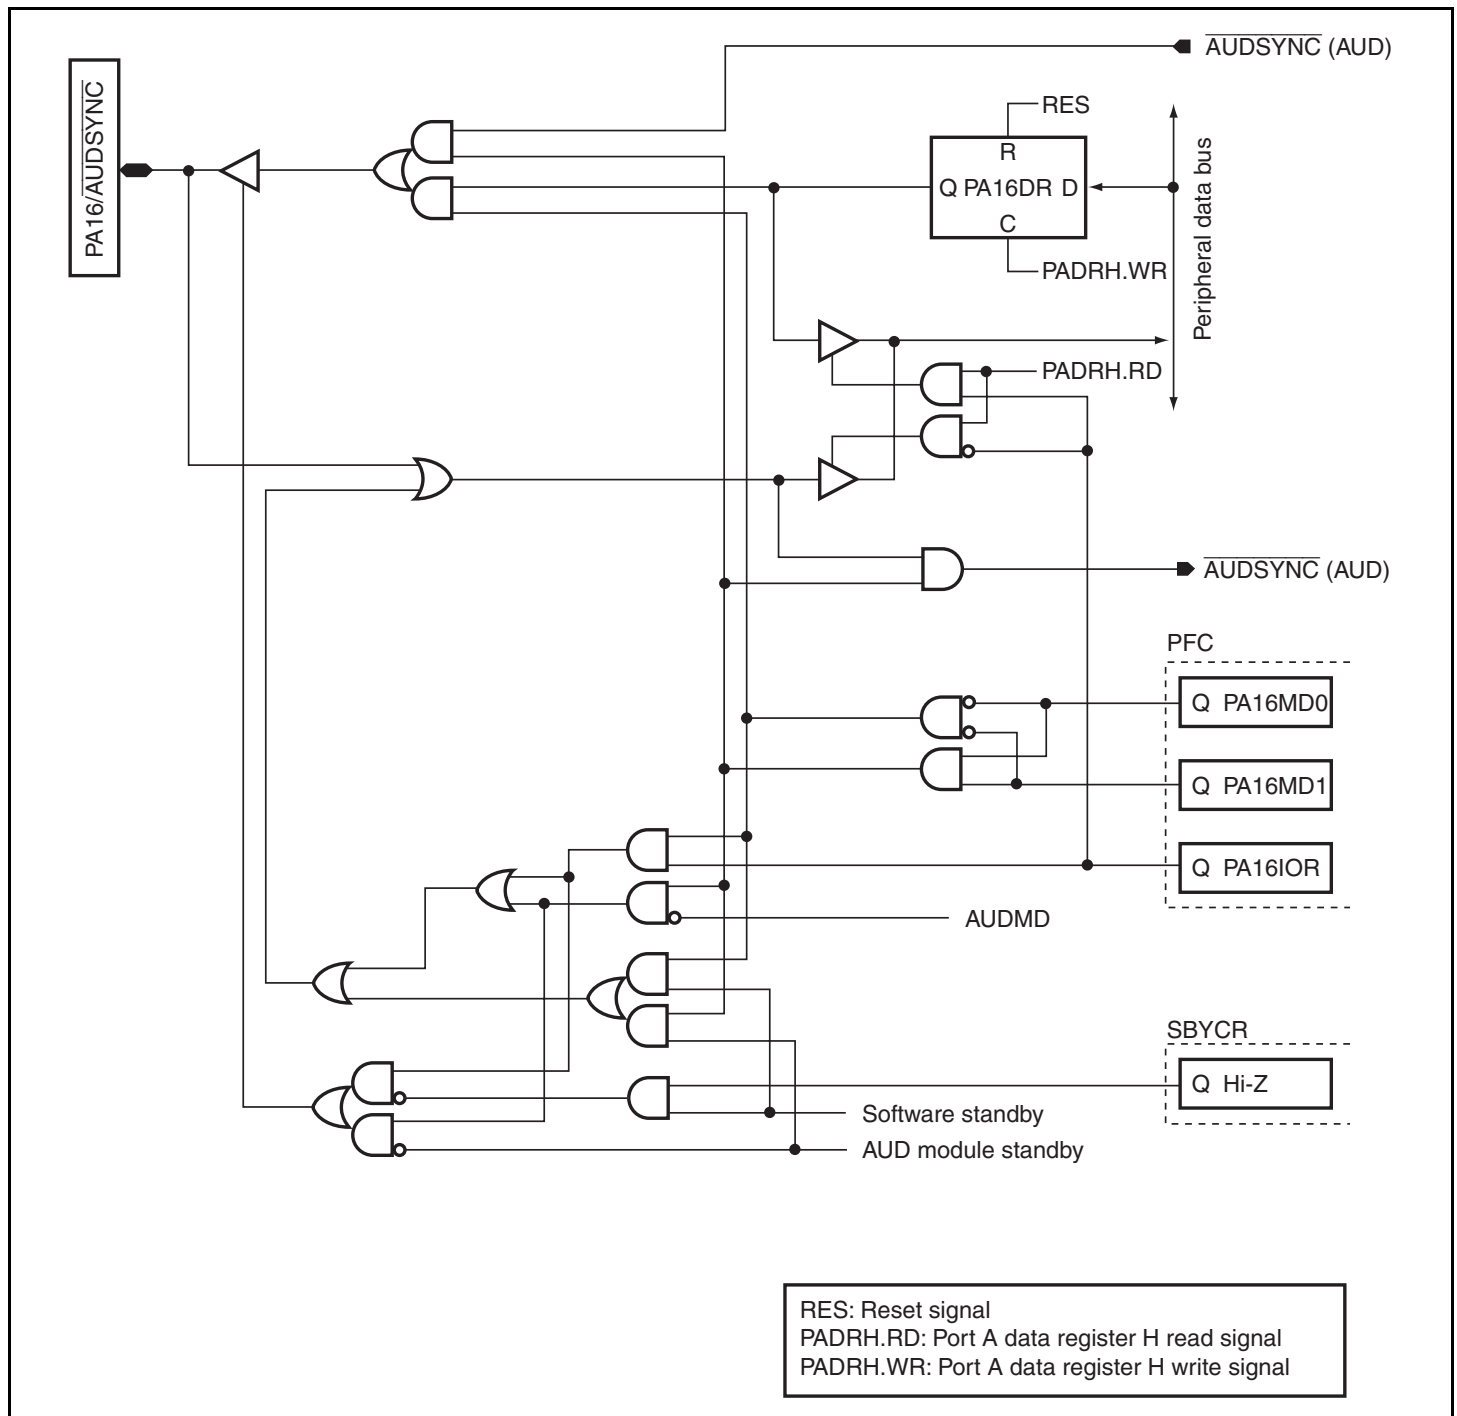 AUDSYNC (AUD)
PA16/AUDSYNC
RES
R
Q PA16DR D
C
PADRH.WR
Peripheral data bus
PADRH.RD
AUDSYNC (AUD)
PFC
Q PA16MD0
Q PA16MD1
Q PA16IOR
AUDMD
SBYCR
Q Hi-Z
Software standby
AUD module standby
RES: Reset signal
PADRH.RD: Port A data register H read signal
PADRH.WR: Port A data register H write signal